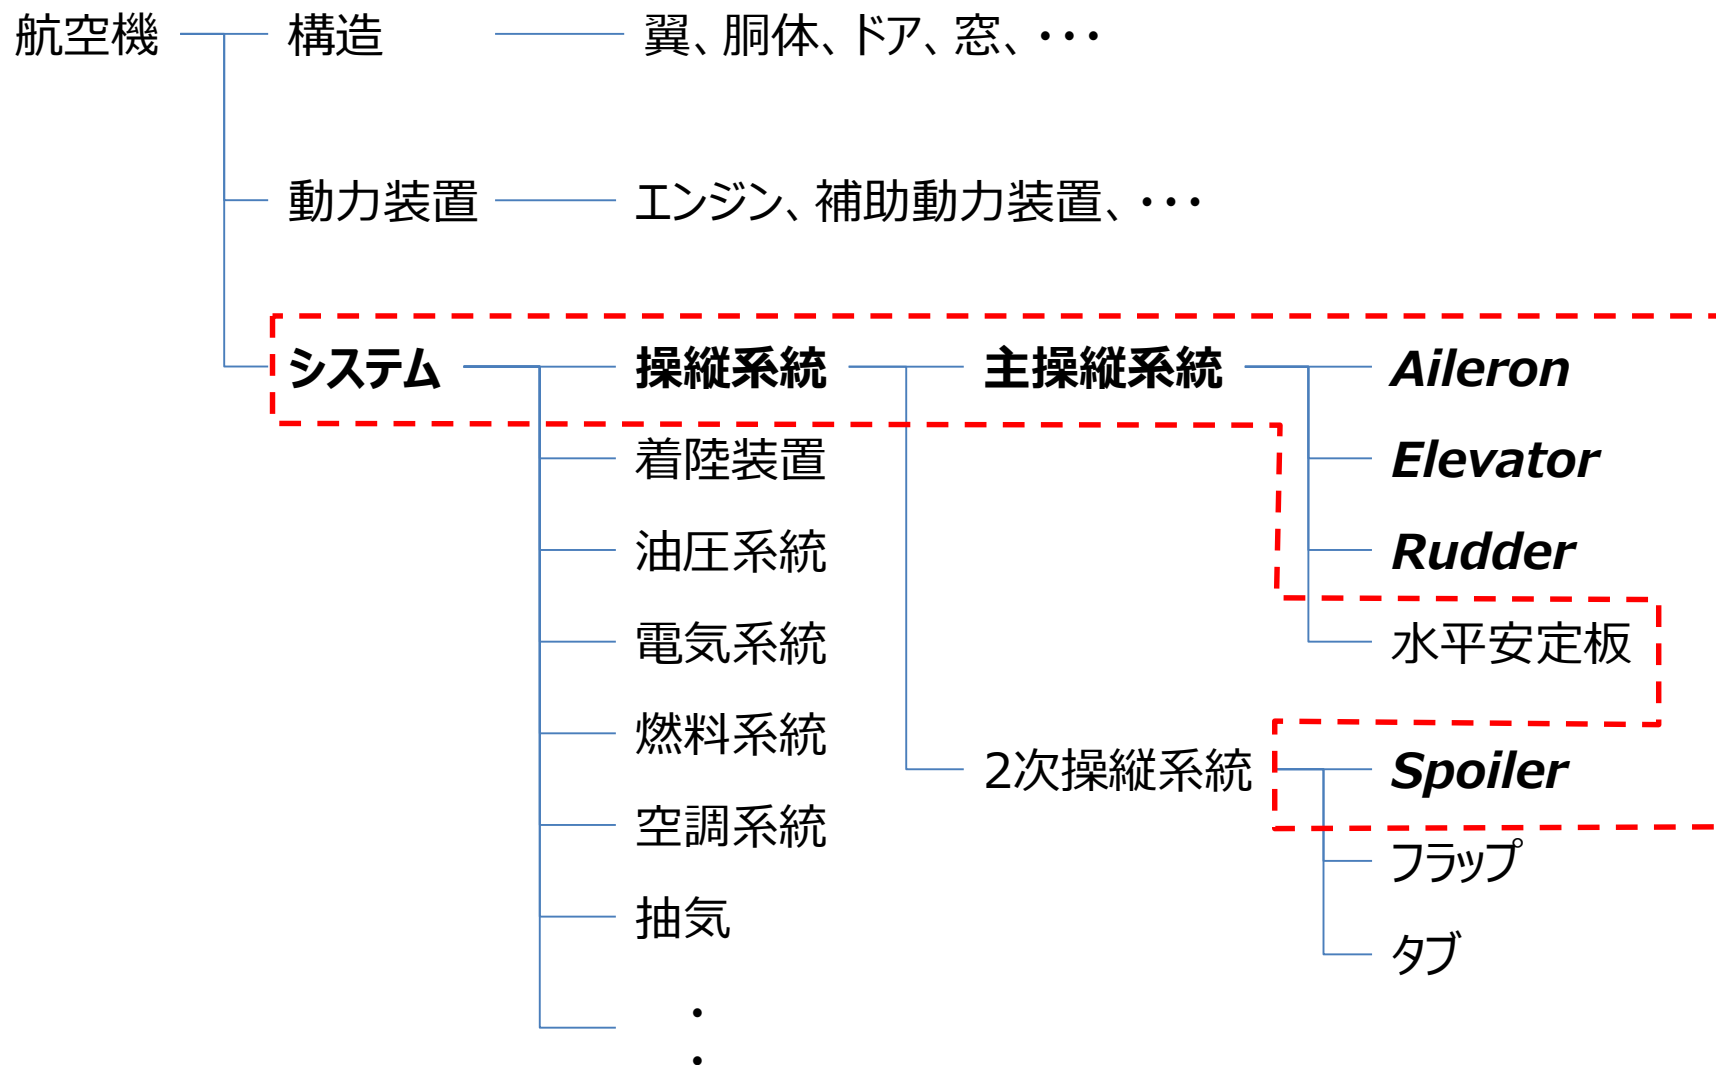 航空機 構造 翼、胴体、ドア、窓、・・・
動力装置 エンジン、補助動力装置、・・・
システム 操縦系統 主操縦系統 Aileron
着陸装置 Elevator
油圧系統 Rudder
電気系統 水平安定板
燃料系統
2次操縦系統 Spoiler
空調系統
フラップ
抽気
タブ
・
・